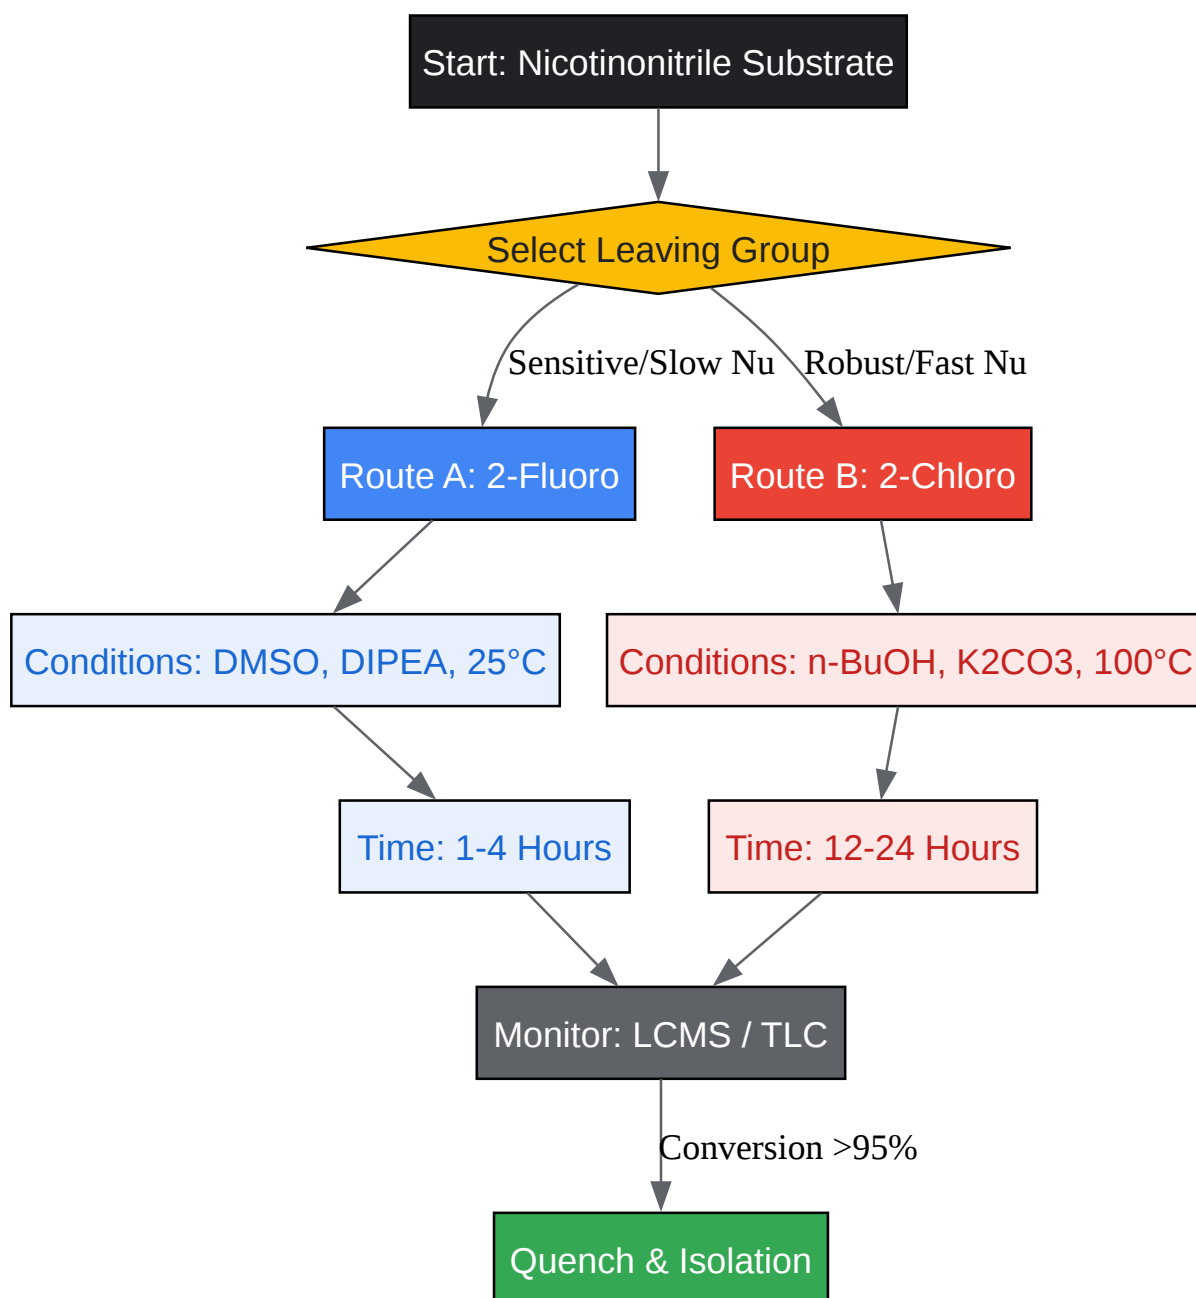 Start: Nicotinonitrile Substrate
Select Leaving Group
Sensitive/Slow Nu
Robust/Fast Nu
Route A: 2-Fluoro
Route B: 2-Chloro
Conditions: DMSO, DIPEA, 25°C
Conditions: n-BuOH, K2CO3, 100°C
Time: 1-4 Hours
Time: 12-24 Hours
Monitor: LCMS / TLC
Conversion >95%
Quench & Isolation